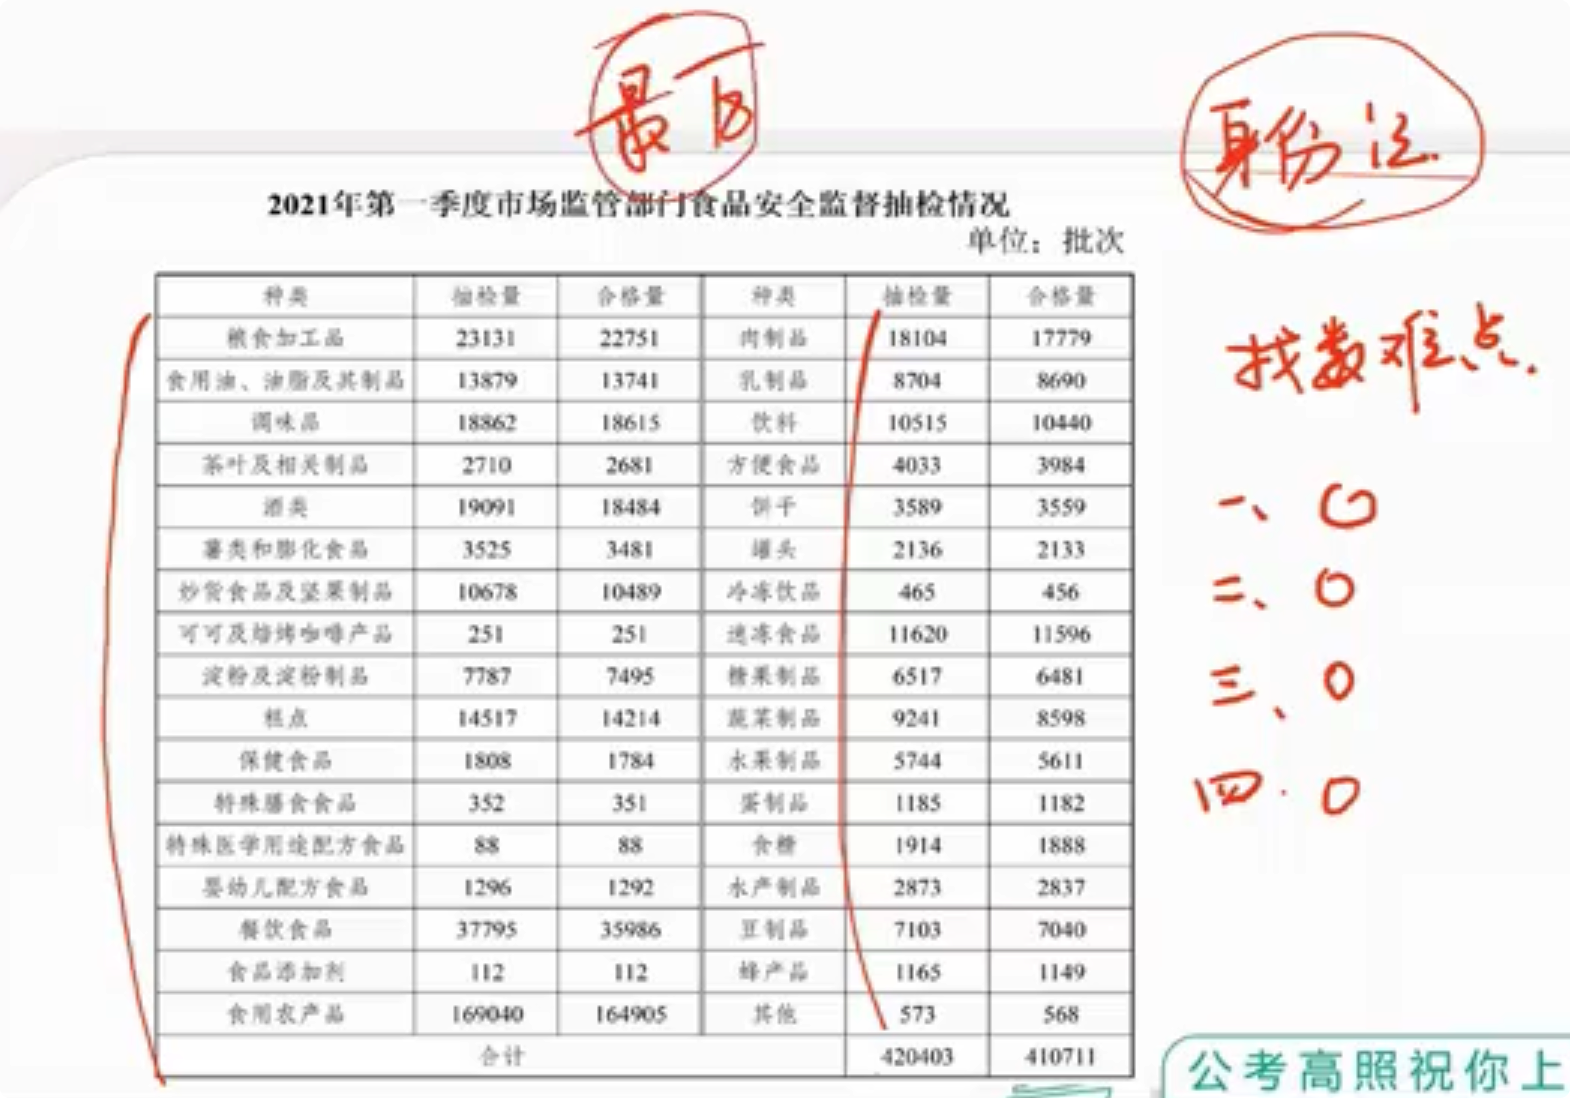 最后
身份证
2021年第一季度市场监管部门食品安全监督抽检情况
单位：批次
种类 抽检量 合格量 种类 抽检量 合格量
粮食加工品 23131 22751 肉制品 18104 17779
找数难点.
食用油、油脂及其制品 13879 13741 乳制品 8704 8690
调味品 18862 18615 饮料 10515 10440
茶叶及相关制品 2710 2681 方便食品 4033 3984
酒类 19091 18484 饼干 3589 3559
一、0
薯类和膨化食品 3525 3481 罐头 2136 2133
炒货食品及坚果制品 10678 10489 冷冻饮品 465 456
二、0
可可及焙烤咖啡产品 251 251 速冻食品 11620 11596
淀粉及淀粉制品 7787 7495 糖果制品 6517 6481
三、0
糕点 14517 14214 蔬菜制品 9241 8598
保健食品 1808 1784 水果制品 5744 5611
特殊膳食食品 352 351 蛋制品 1185 1182
四.0
特殊医学用途配方食品 88 88 食糖 1914 1888
婴幼儿配方食品 1296 1292 水产制品 2873 2837
餐饮食品 37795 35986 豆制品 7103 7040
食品添加剂 112 112 蜂产品 1165 1149
食用农产品 169040 164905 其他 573 568
合计 420403 410711
公考高照祝你上